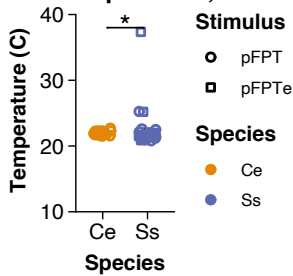 40
30
20
10
Temperature (C)
*
Ce Ss
Species
Stimulus
pFPT
pFPTe
Species
Ce
Ss